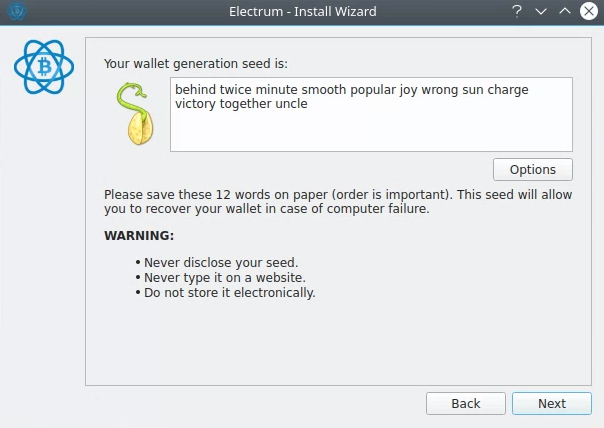 Electrum - Install Wizard
Your wallet generation seed is:
behind twice minute smooth popular joy wrong sun charge
victory together uncle
Options
Please save these 12 words on paper (order is important). This seed will allow
you to recover your wallet in case of computer failure.
WARNING:
• Never disclose your seed.
• Never type it on a website.
• Do not store it electronically.
Back Next